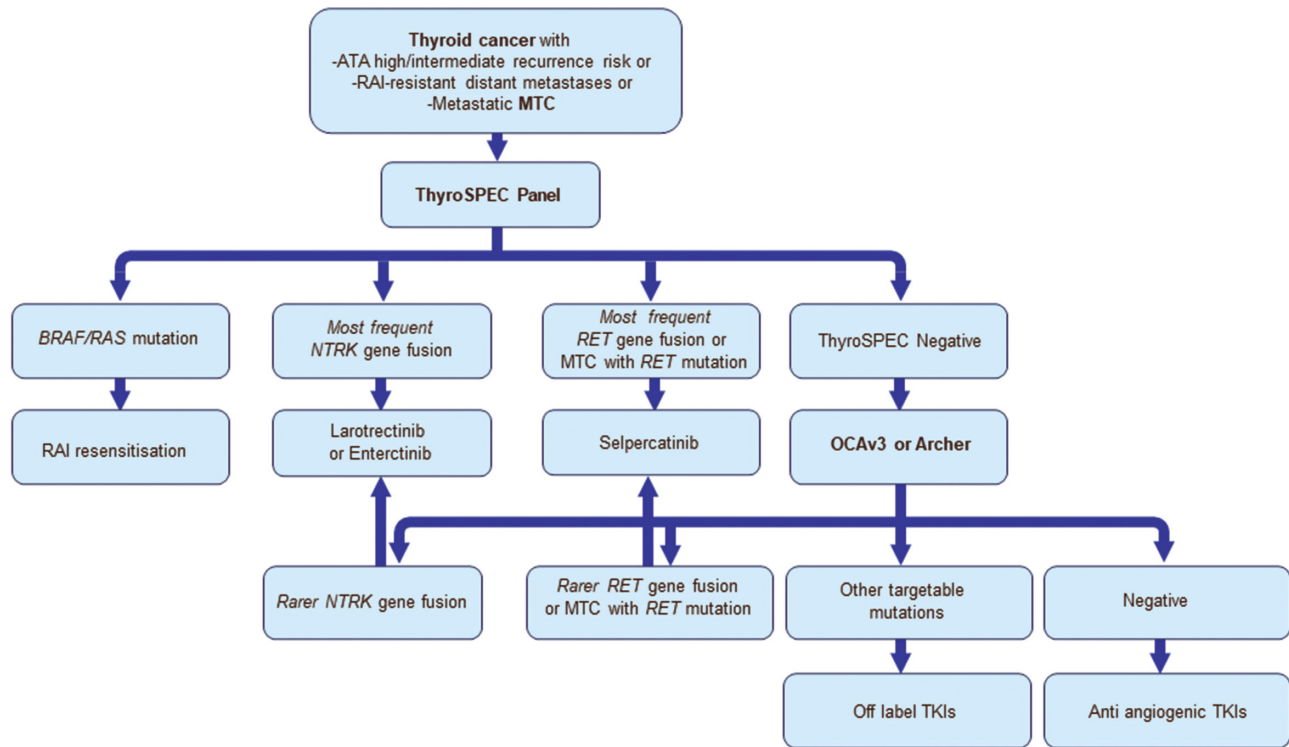 Thyroid cancer with
-ATA high/intermediate recurrence risk or
-RAI-resistant distant metastases or
-Metastatic MTC
ThyroSPEC Panel
BRAF/RAS mutation
Most frequent
NTRK gene fusion
Most frequent
RET gene fusion or
MTC with RET mutation
ThyroSPEC Negative
RAI resensitisation
Larotrectinib
or Enterctinib
Selpercatinib
OCAv3 or Archer
Rarer NTRK gene fusion
Rarer RET gene fusion
or MTC with RET mutation
Other targetable
mutations
Negative
Off label TKIs
Anti angiogenic TKIs